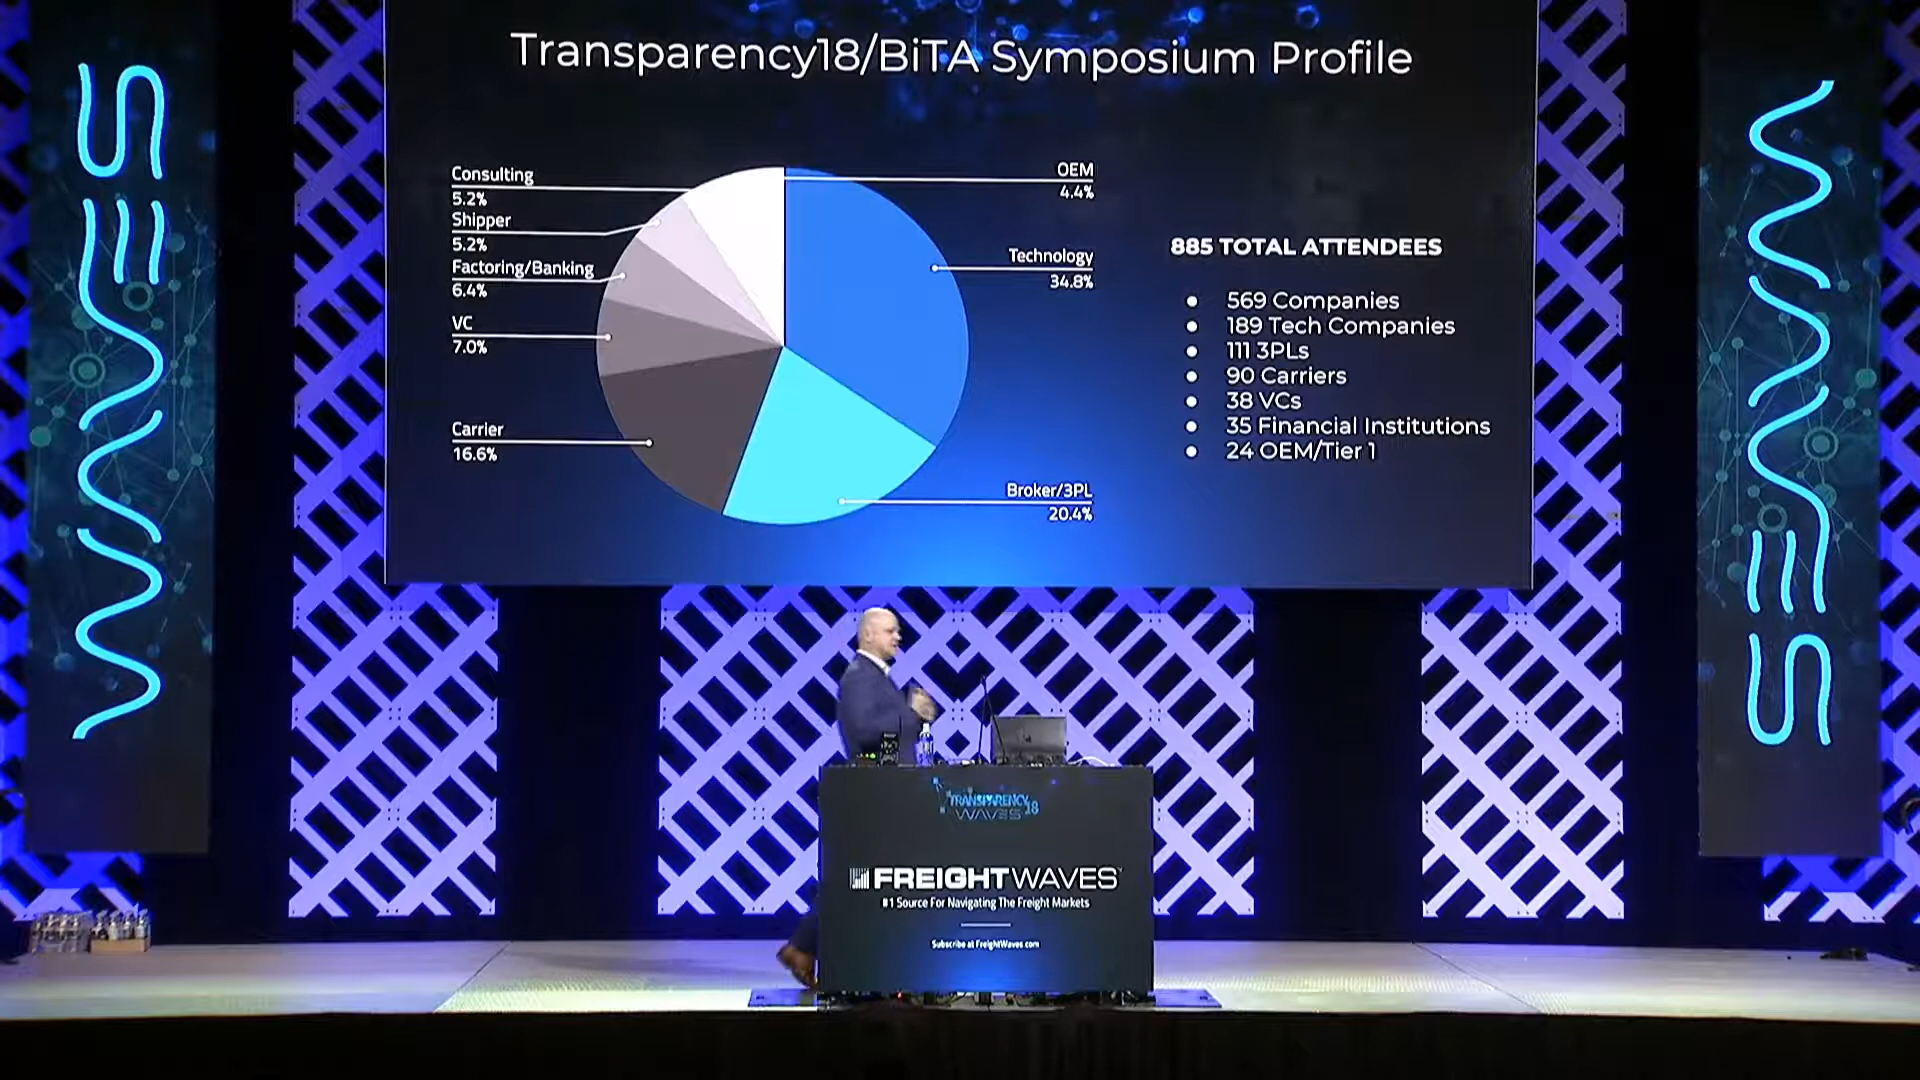 Transparency18/BiTA Symposium Profile
Consulting
5.2%
Shipper
5.2%
Factoring/Banking
6.4%
VC
7.0%
Carrier
16.6%
OEM
4.4%
Technology
34.8%
Broker/3PL
20.4%
885 TOTAL ATTENDEES
• 569 Companies
• 189 Tech Companies
• 111 3PLs
• 90 Carriers
• 38 VCs
• 35 Financial Institutions
• 24 OEM/Tier 1
WAVES
WAVES
TRANSPARENCY18
WAVES
FREIGHTWAVES
#1 Source For Navigating The Freight Markets
Subscribe at FreightWaves.com